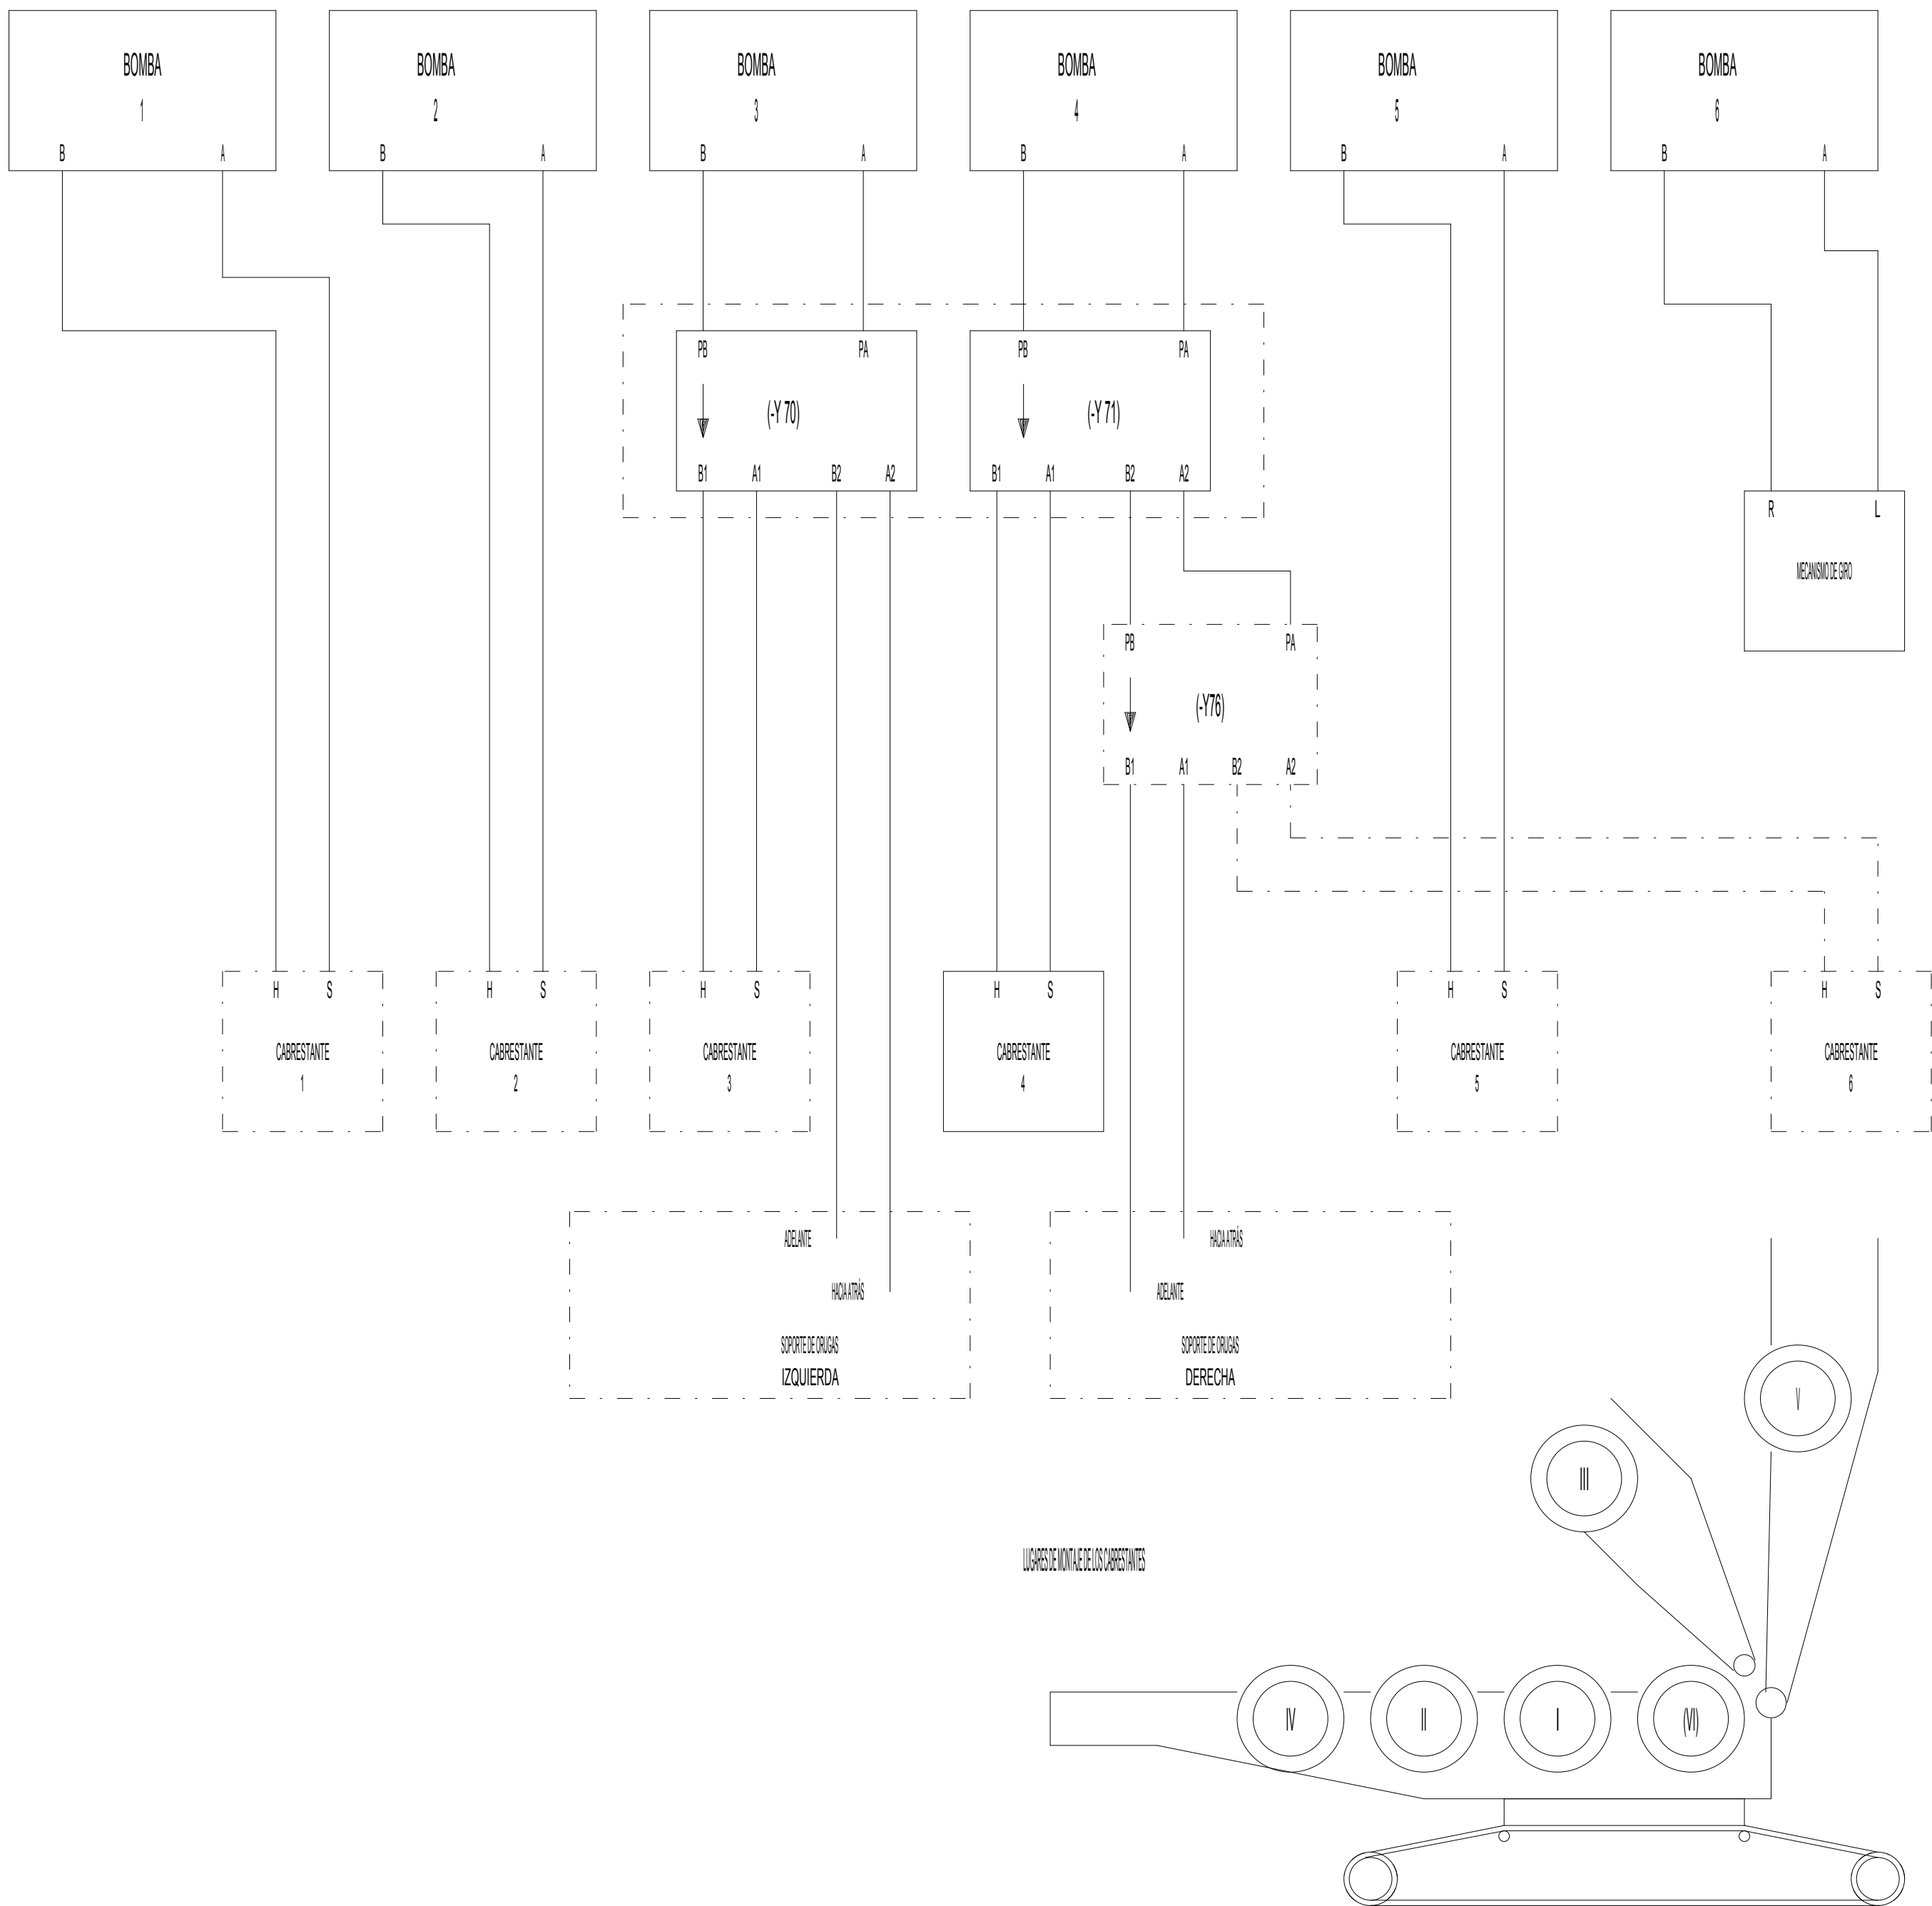 BOMBA BOMBA BOMBA BOMBA BOMBA BOMBA
1 2 3 4 5 6
B A B A B A B A B A B A
PB PA PB PA
(-Y 70) (-Y 71)
B1 A1 B2 A2 B1 A1 B2 A2
R L
MECANISMO DE GIRO
PB PA
(-Y76)
B1 A1 B2 A2
H S H S H S H S H S H S
CABRESTANTE CABRESTANTE CABRESTANTE CABRESTANTE CABRESTANTE CABRESTANTE
1 2 3 4 5 6
ADELANTE HACIA ATRÁS
HACIA ATRÁS ADELANTE
SOPORTE DE ORUGAS SOPORTE DE ORUGAS
IZQUIERDA DERECHA
V
III
LUGARES DE MONTAJE DE LOS CABRESTANTES
IV II I (VI)